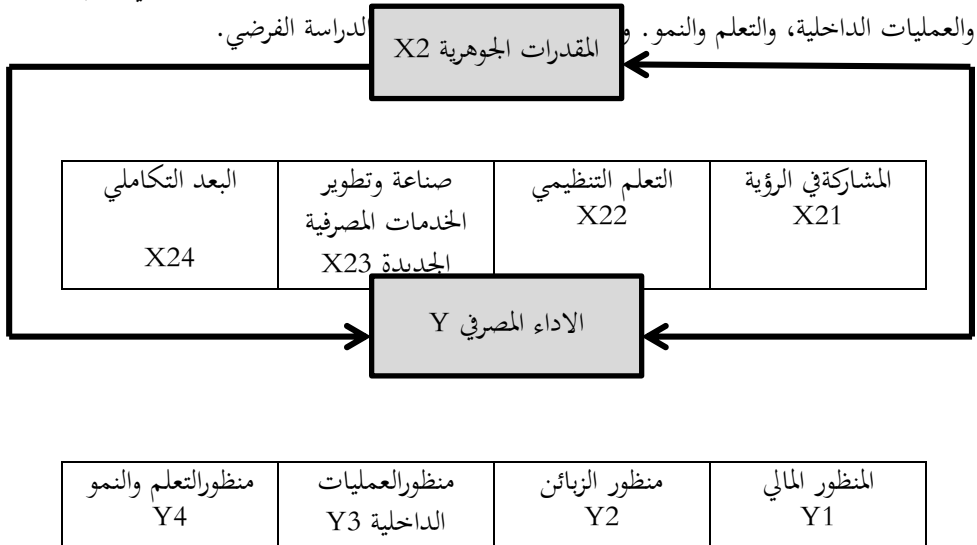 والعمليات الداخلية، والتعلم والنمو. و الدراسة الفرضي.
المقدرات الجوهرية X2
المشاركةفي الرؤية
X21
التعلم التنظيمي
X22
صناعة وتطوير
الخدمات المصرفية
الجديدة X23
البعد التكاملي
X24
الاداء المصرفي Y
المنظور المالي
Y1
منظور الزبائن
Y2
منظورالعمليات
الداخلية Y3
منظورالتعلم والنمو
Y4